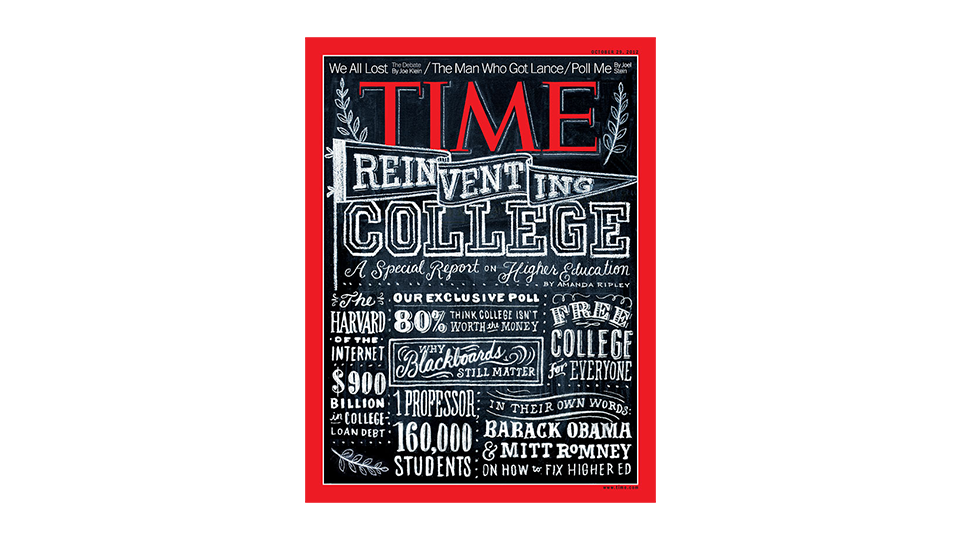 OCTOBER 29, 2012
We All Lost The Debate By Joe Klein / The Man Who Got Lance / Poll Me By Joel Stein
TIME
REINVENTING
COLLEGE
A Special Report on Higher Education
BY AMANDA RIPLEY
The
HARVARD
OF THE
INTERNET
$900
BILLION
in COLLEGE
LOAN DEBT
OUR EXCLUSIVE POLL
80% THINK COLLEGE ISN'T
WORTH the MONEY
WHY
Blackboards
STILL MATTER
FREE
COLLEGE
for EVERYONE
1 PROFESSOR,
160,000
STUDENTS
IN THEIR OWN WORDS:
BARACK OBAMA
& MITT ROMNEY
ON HOW to FIX HIGHER ED
www.time.com